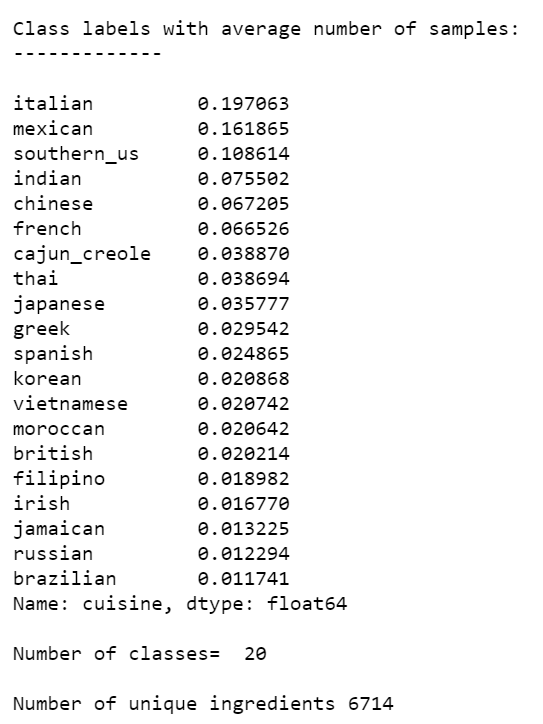 Class labels with average number of samples:
-------------
italian 0.197063
mexican 0.161865
southern_us 0.108614
indian 0.075502
chinese 0.067205
french 0.066526
cajun_creole 0.038870
thai 0.038694
japanese 0.035777
greek 0.029542
spanish 0.024865
korean 0.020868
vietnamese 0.020742
moroccan 0.020642
british 0.020214
filipino 0.018982
irish 0.016770
jamaican 0.013225
russian 0.012294
brazilian 0.011741
Name: cuisine, dtype: float64
Number of classes= 20
Number of unique ingredients 6714